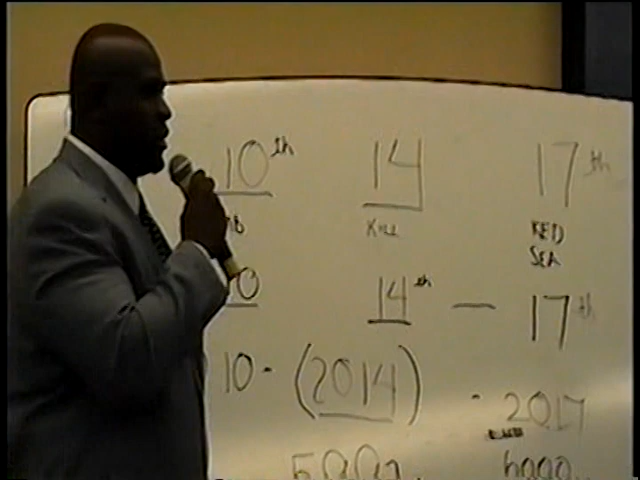 10th 14 17th
Kill RED
SEA
14th — 17th
10 - (2014) - 2017